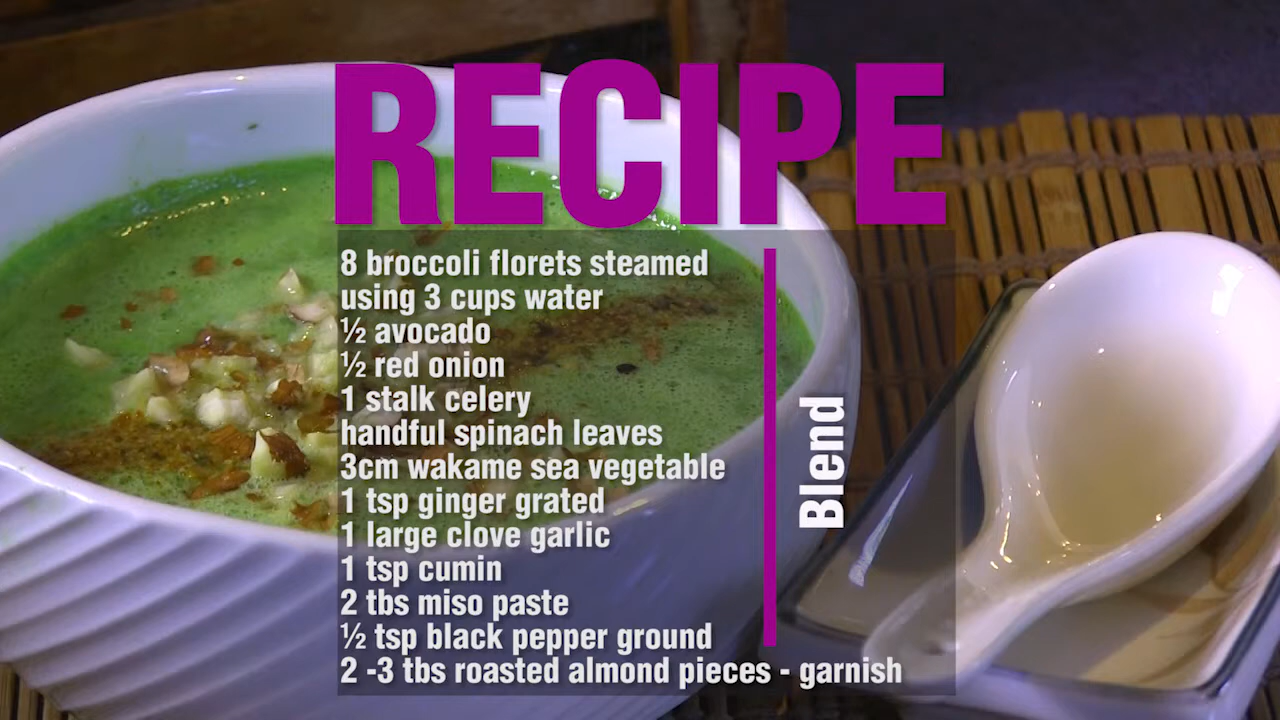 RECIPE
8 broccoli florets steamed
using 3 cups water
½ avocado
½ red onion
1 stalk celery
handful spinach leaves
3cm wakame sea vegetable
1 tsp ginger grated
1 large clove garlic
1 tsp cumin
2 tbs miso paste
½ tsp black pepper ground
2 -3 tbs roasted almond pieces - garnish
Blend